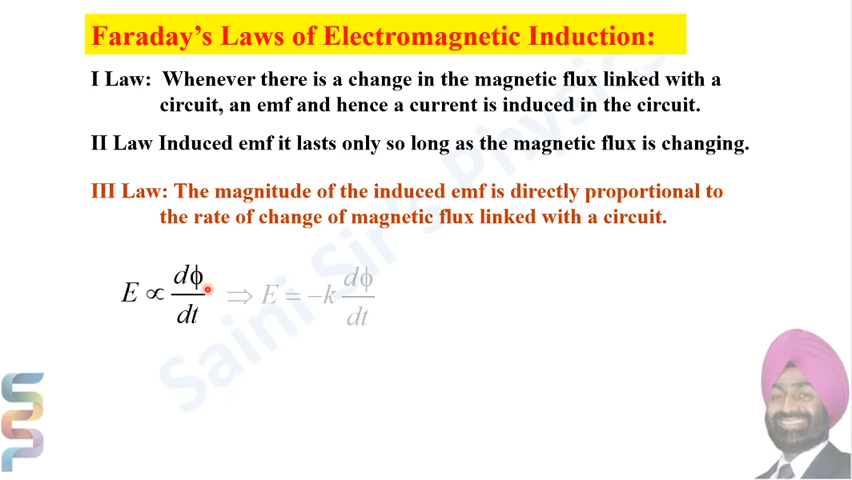 Faraday's Laws of Electromagnetic Induction:
I Law: Whenever there is a change in the magnetic flux linked with a
circuit, an emf and hence a current is induced in the circuit.
II Law Induced emf it lasts only so long as the magnetic flux is changing.
III Law: The magnitude of the induced emf is directly proportional to
the rate of change of magnetic flux linked with a circuit.
E ∝ dϕ/dt ⇒ E = –k dϕ/dt
Saini Sir's Physics
SSP